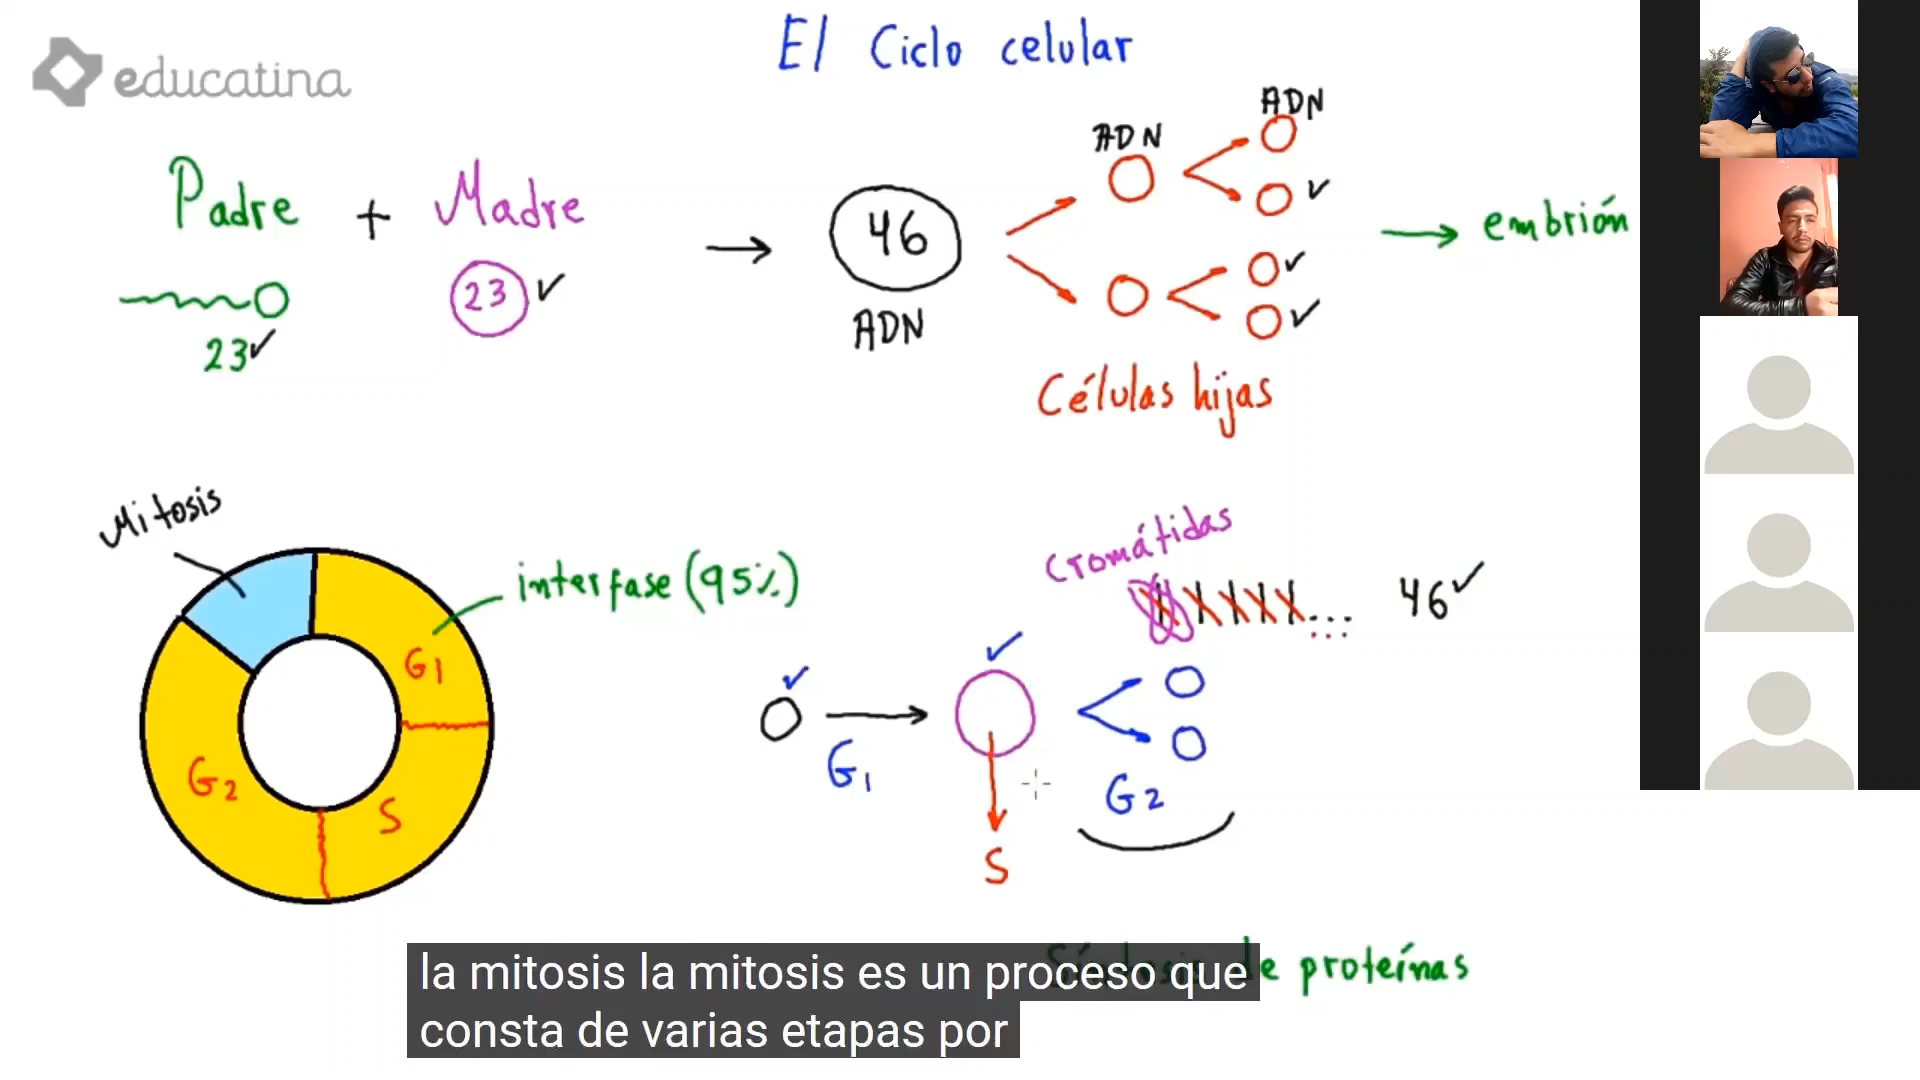 El Ciclo celular
educatina
Padre + Madre
23
23
46
ADN
ADN
ADN
Células hijas
embrión
Mitosis
interfase (95%)
G1
G2
S
cromátidas
46
G1
G2
S
de proteínas
la mitosis la mitosis es un proceso que
consta de varias etapas por